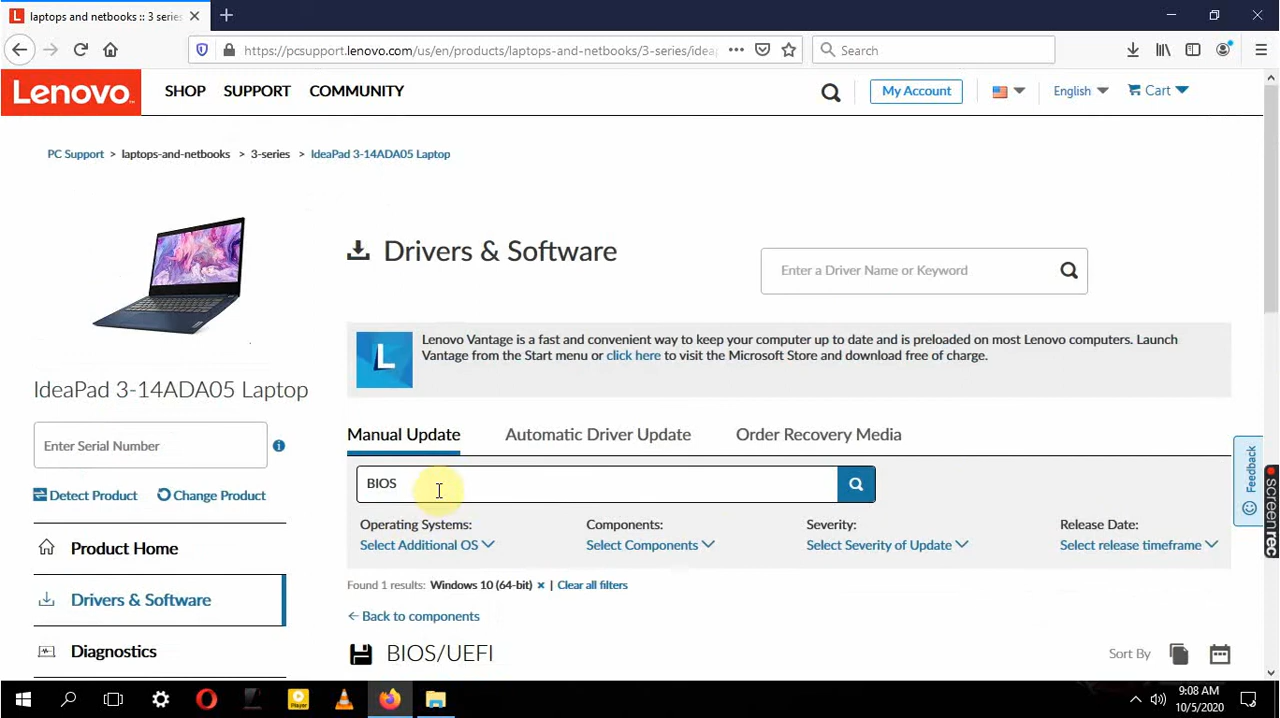 laptops and netbooks :: 3 series
https://pcsupport.lenovo.com/us/en/products/laptops-and-netbooks/3-series/idea
Search
Lenovo
SHOP
SUPPORT
COMMUNITY
My Account
English
Cart
PC Support > laptops-and-netbooks > 3-series > IdeaPad 3-14ADA05 Laptop
Drivers & Software
Enter a Driver Name or Keyword
L
Lenovo Vantage is a fast and convenient way to keep your computer up to date and is preloaded on most Lenovo computers. Launch
Vantage from the Start menu or click here to visit the Microsoft Store and download free of charge.
IdeaPad 3-14ADA05 Laptop
Enter Serial Number
Detect Product
Change Product
Product Home
Drivers & Software
Diagnostics
Manual Update
Automatic Driver Update
Order Recovery Media
BIOS
Operating Systems:
Select Additional OS
Components:
Select Components
Severity:
Select Severity of Update
Release Date:
Select release timeframe
Found 1 results: Windows 10 (64-bit) × | Clear all filters
Back to components
BIOS/UEFI
Sort By
Feedback
screenrec
Player
9:08 AM
10/5/2020